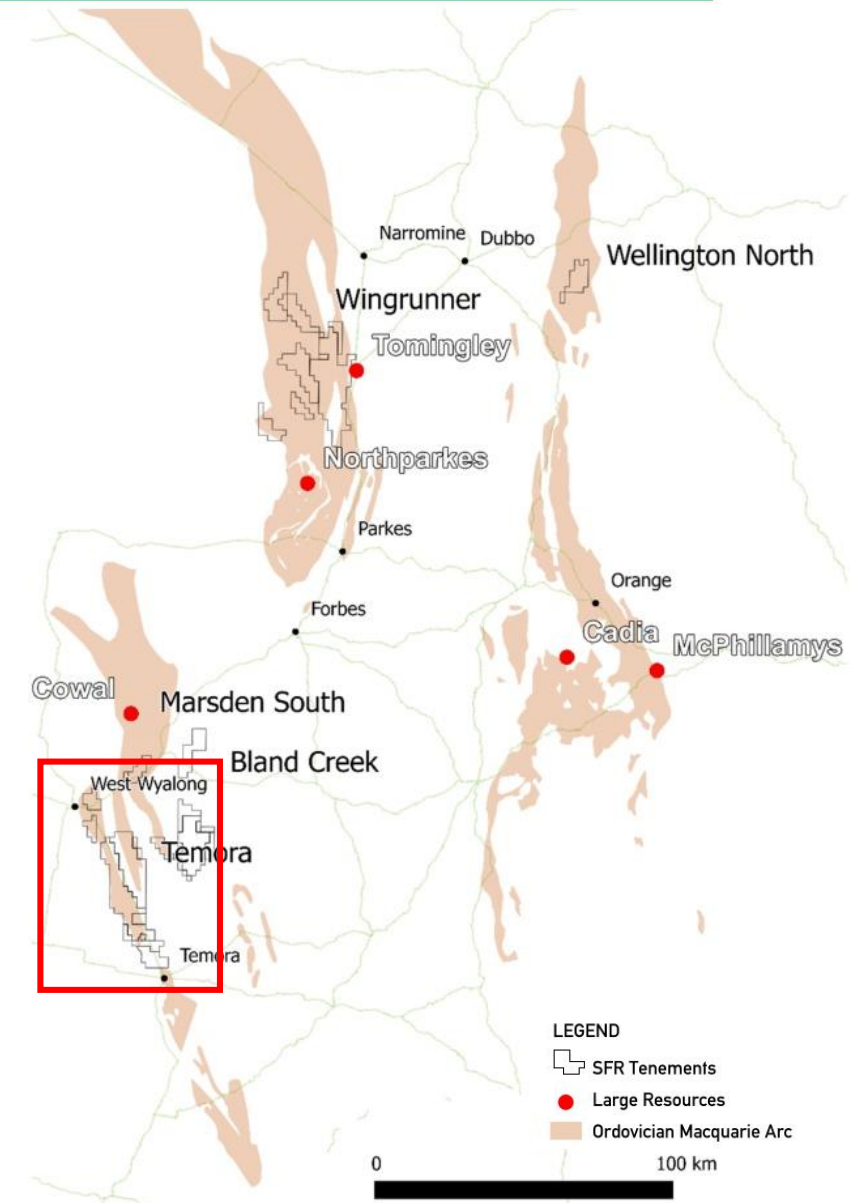 Narromine
Dubbo
Wellington North
Wingrunner
Tomingley
Northparkes
Parkes
Orange
Forbes
Cadia
McPhillamys
Cowal
Marsden South
Bland Creek
West Wyalong
Temora
Temora
LEGEND
SFR Tenements
Large Resources
Ordovician Macquarie Arc
0 100 km